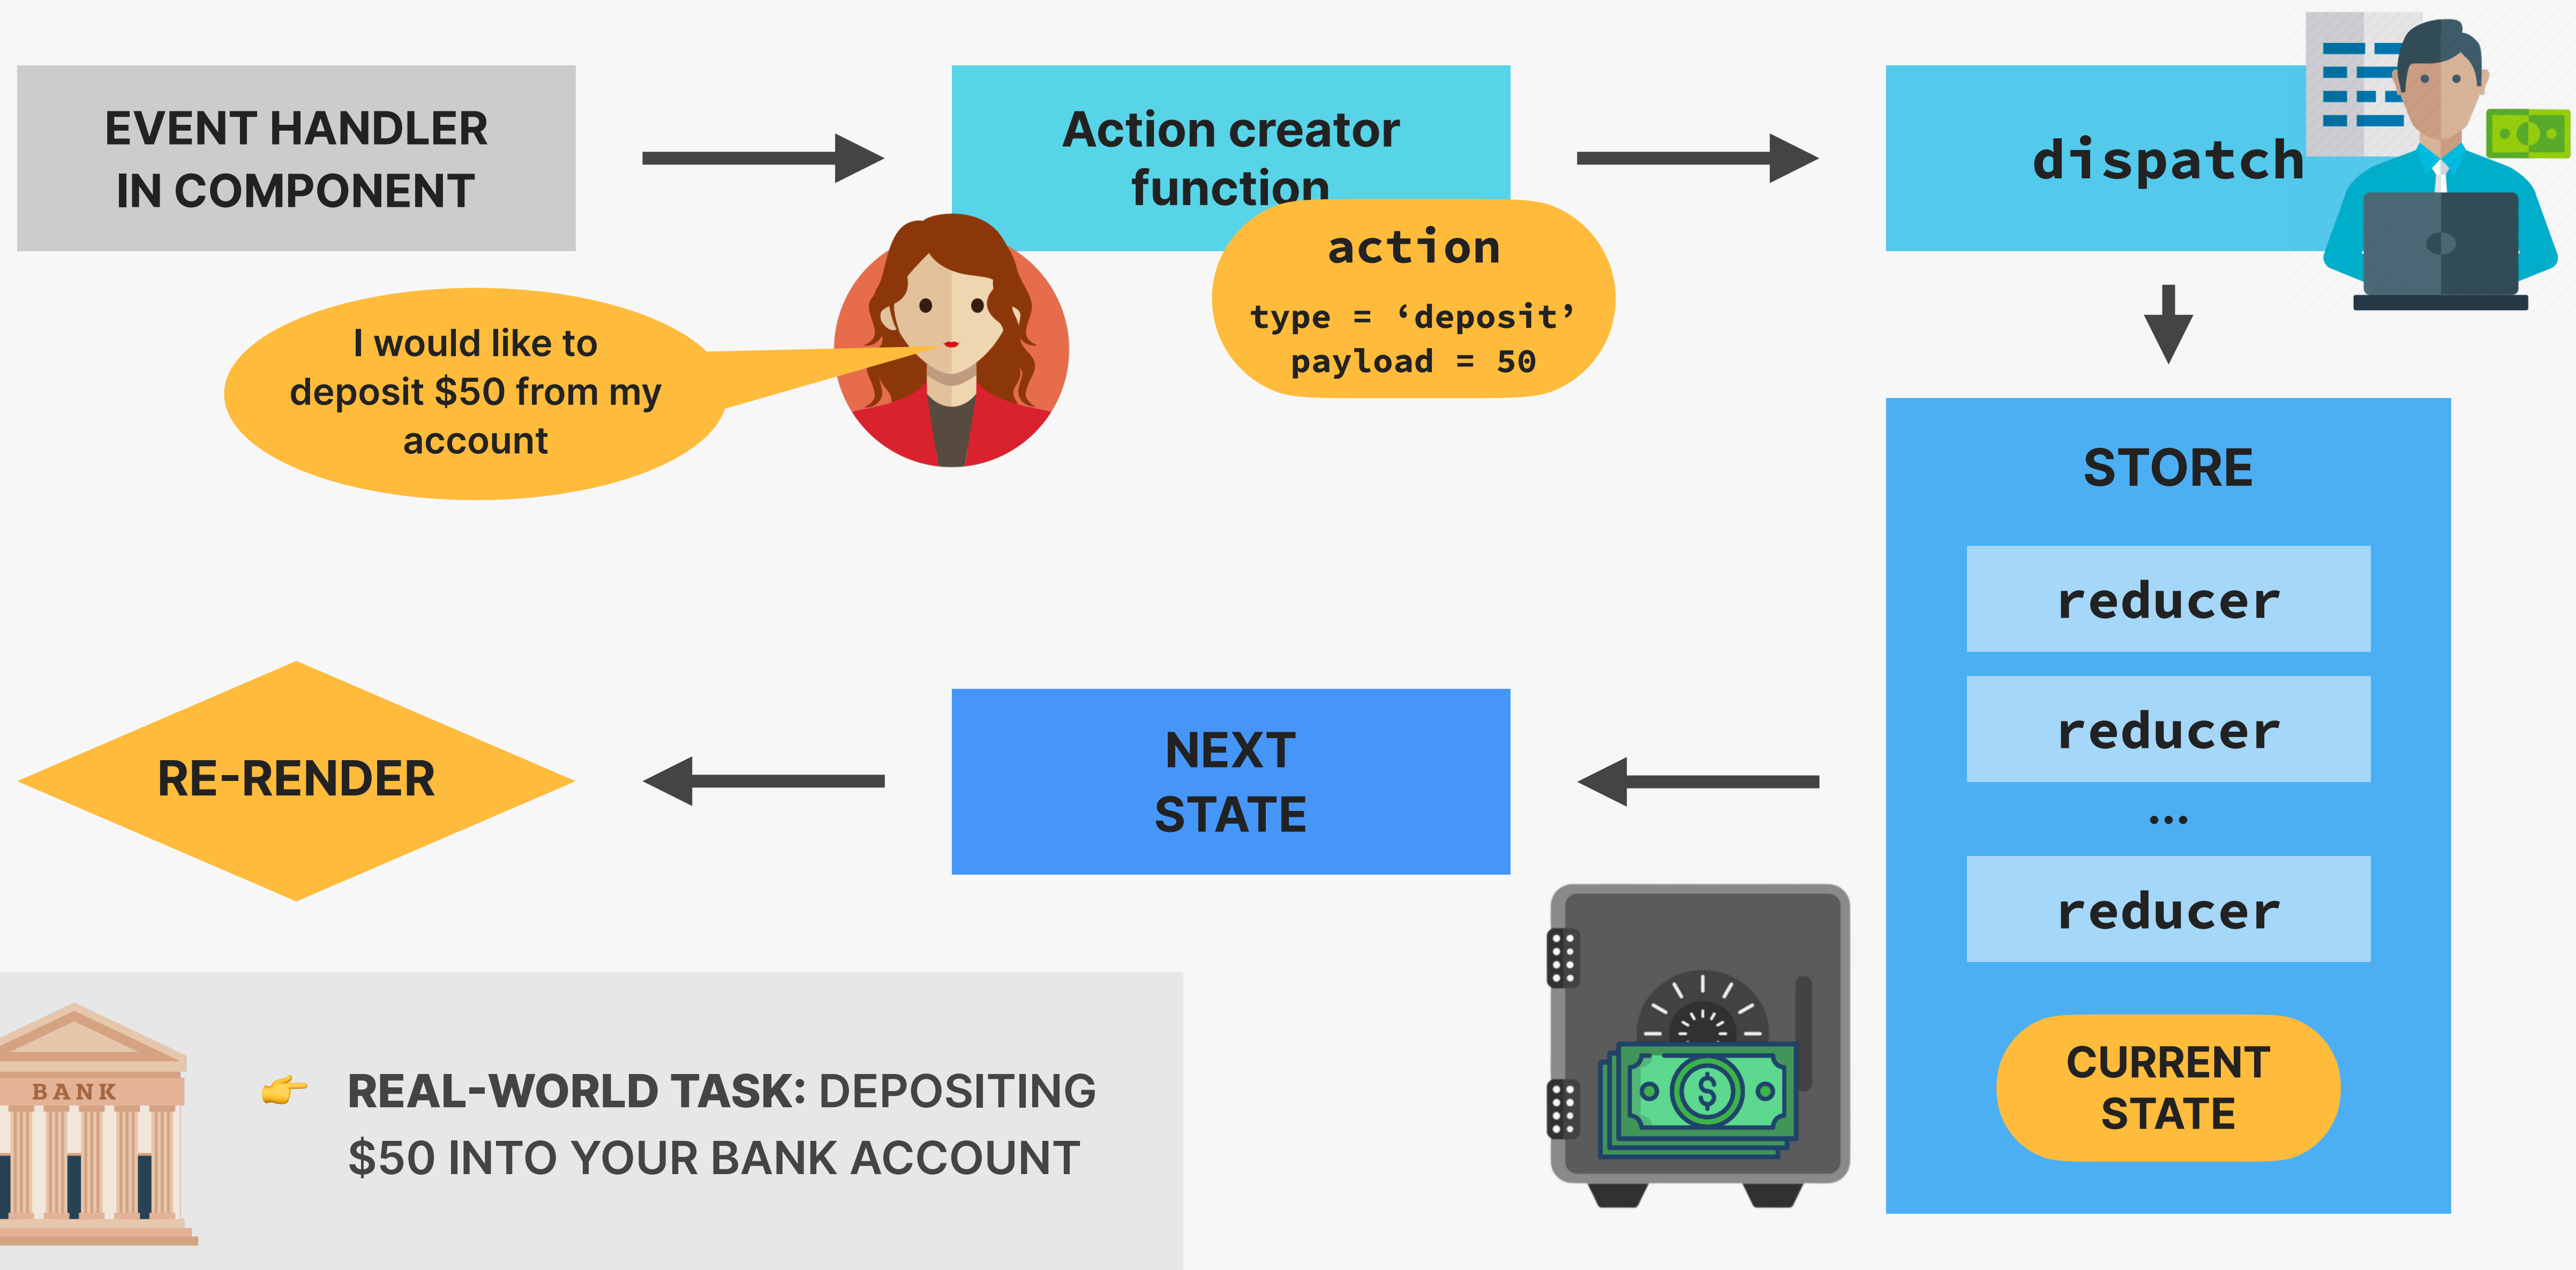 EVENT HANDLER
IN COMPONENT
Action creator
function
dispatch
action
type = ‘deposit’
payload = 50
I would like to
deposit $50 from my
account
STORE
reducer
reducer
...
reducer
CURRENT
STATE
NEXT
STATE
RE-RENDER
BANK
👉 REAL-WORLD TASK: DEPOSITING
$50 INTO YOUR BANK ACCOUNT
$